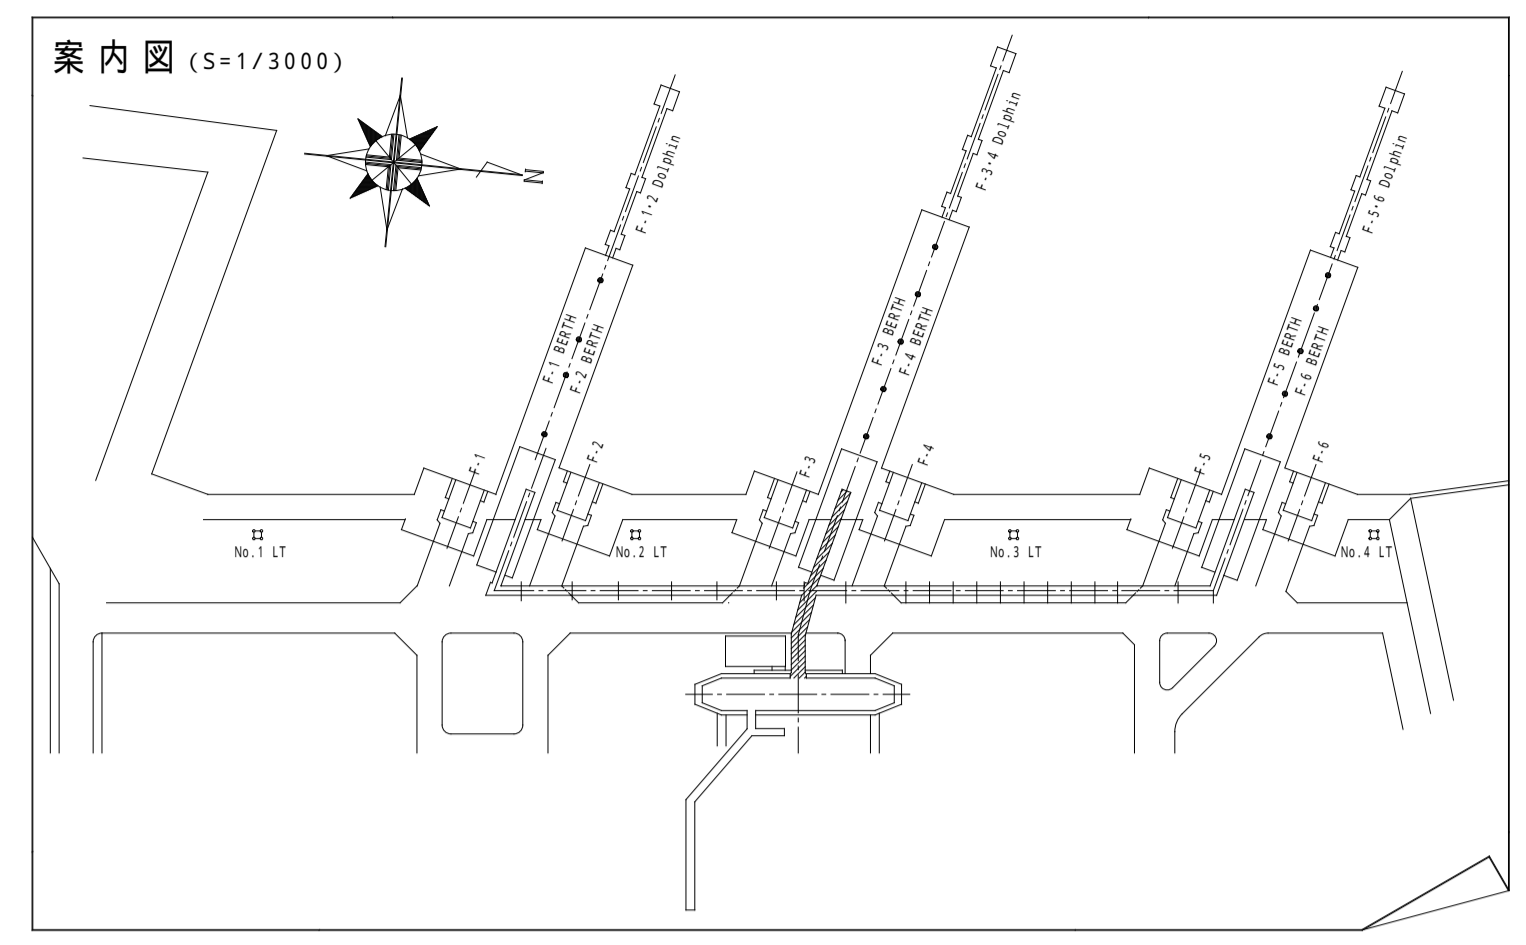 案内図 (S=1/3000)
N
F-1・2 Dolphin
F-3・4 Dolphin
F-5・6 Dolphin
F-1 BERTH
F-2 BERTH
F-3 BERTH
F-4 BERTH
F-5 BERTH
F-6 BERTH
F-1
F-2
F-3
F-4
F-5
F-6
No.1 LT
No.2 LT
No.3 LT
No.4 LT